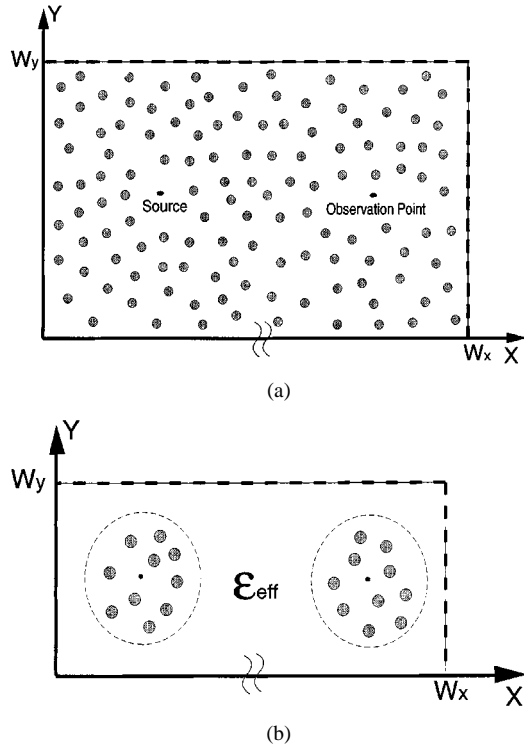 Y
Wy
Source
Observation Point
Wx
X
(a)
Y
Wy
εeff
Wx
X
(b)